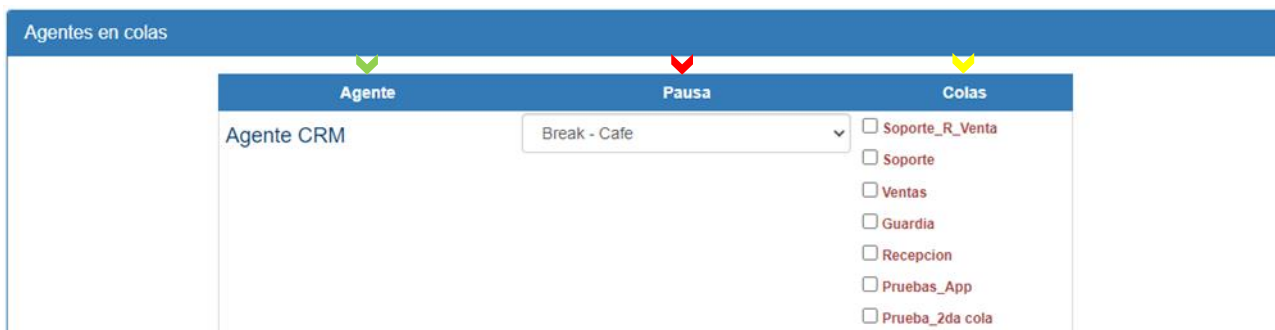 Agentes en colas
Agente Pausa Colas
Agente CRM Break - Cafe Soporte_R_Venta
Soporte
Ventas
Guardia
Recepcion
Pruebas_App
Prueba_2da cola